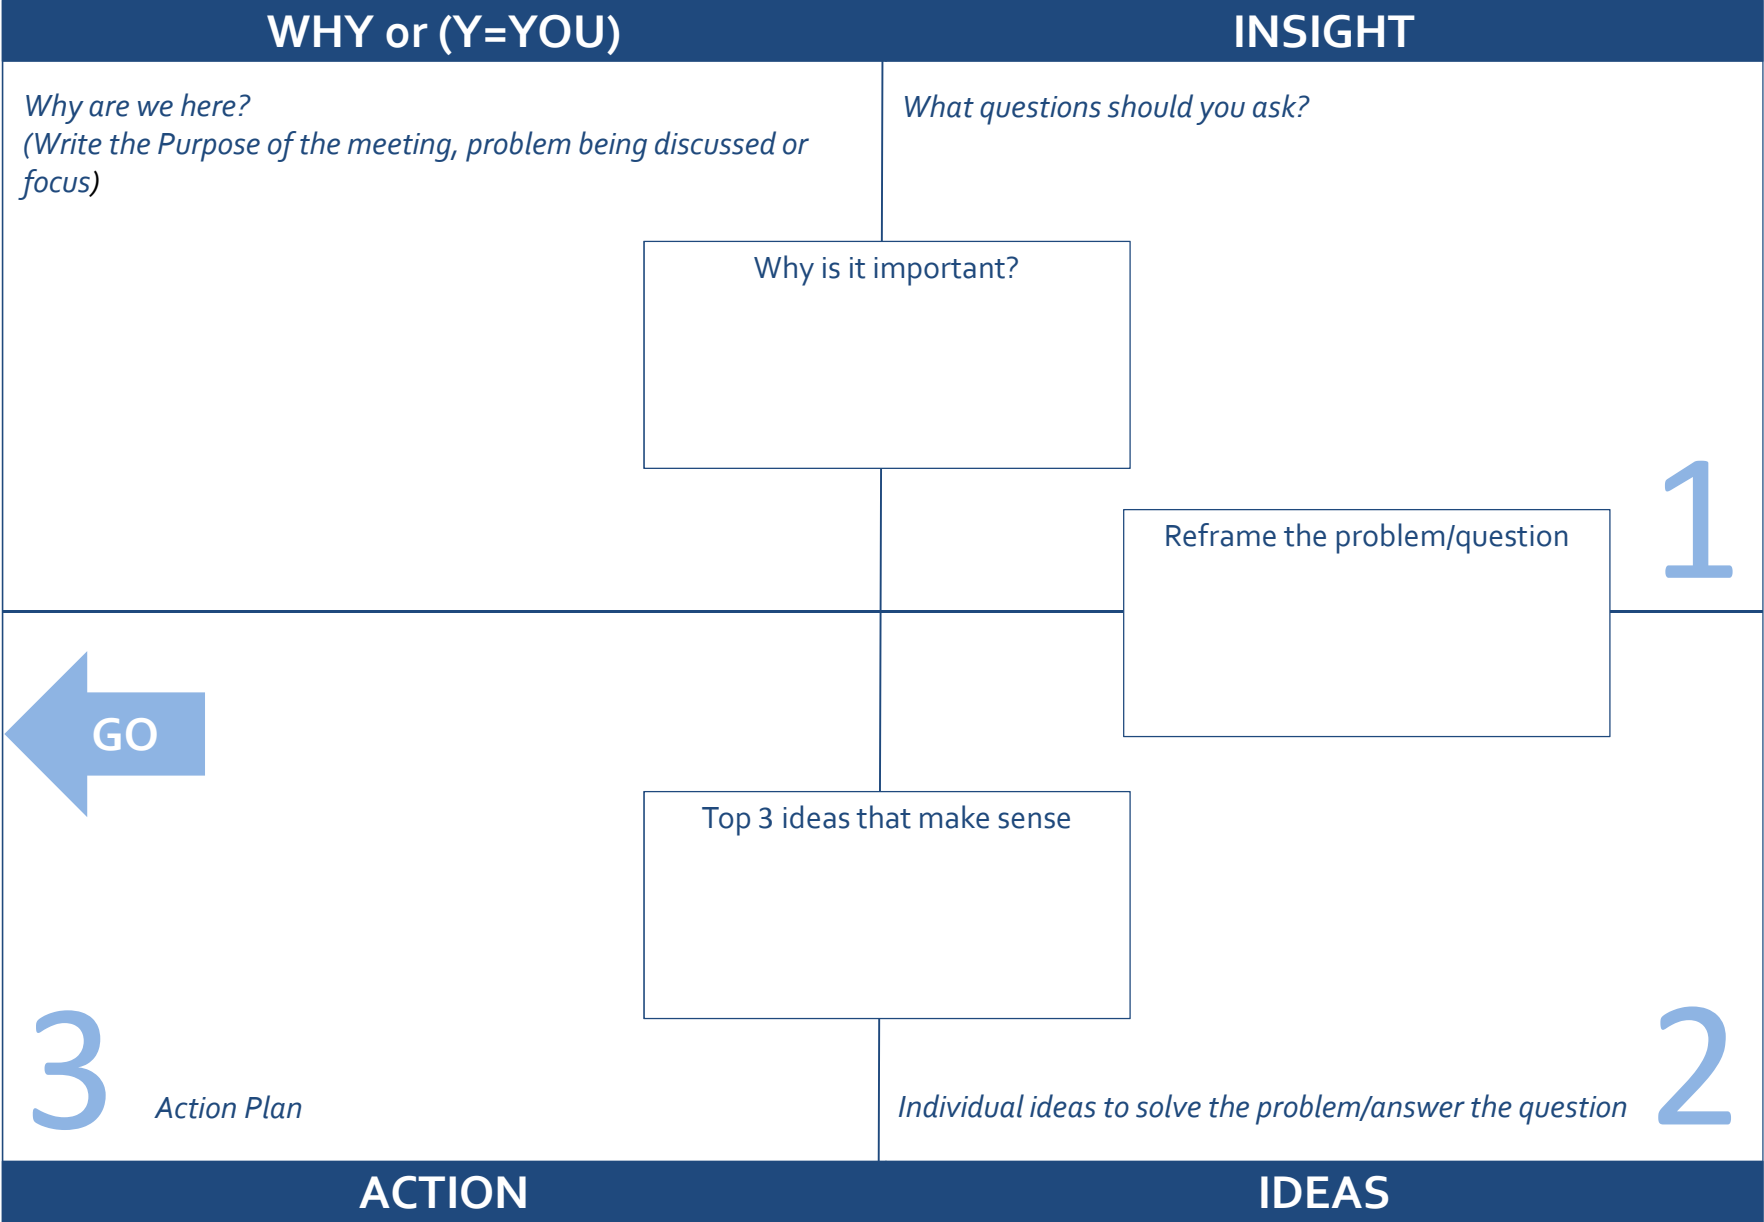 WHY or (Y=YOU)
INSIGHT
Why are we here?
(Write the Purpose of the meeting, problem being discussed or
focus)
What questions should you ask?
Why is it important?
1
Reframe the problem/question
GO
Top 3 ideas that make sense
3
Action Plan
Individual ideas to solve the problem/answer the question
2
ACTION
IDEAS